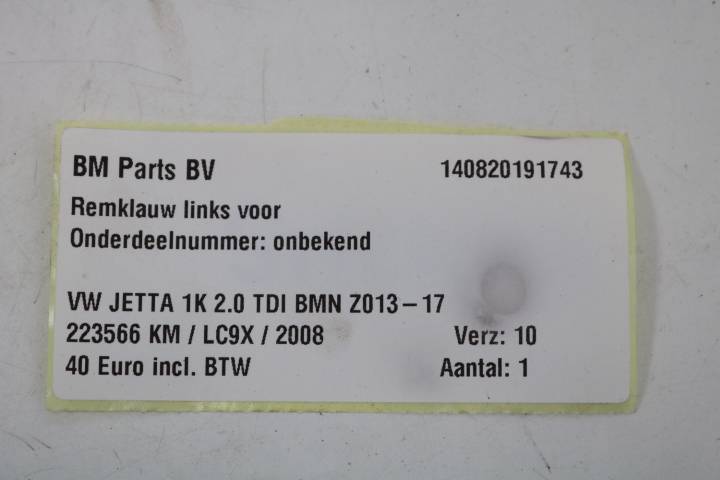 BM Parts BV 140820191743
Remklauw links voor
Onderdeelnummer: onbekend
VW JETTA 1K 2.0 TDI BMN Z013-17
223566 KM / LC9X / 2008 Verz: 10
40 Euro incl. BTW Aantal: 1